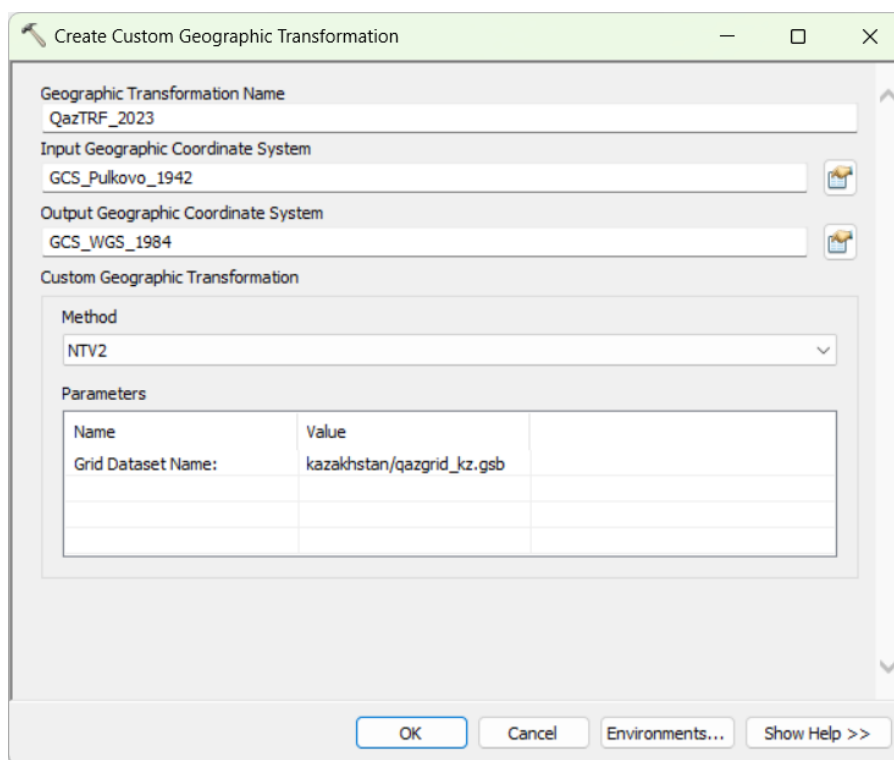 Create Custom Geographic Transformation
Geographic Transformation Name
QazTRF_2023
Input Geographic Coordinate System
GCS_Pulkovo_1942
Output Geographic Coordinate System
GCS_WGS_1984
Custom Geographic Transformation
Method
NTV2
Parameters
Name Value
Grid Dataset Name: kazakhstan/qazgrid_kz.gsb
OK Cancel Environments... Show Help >>